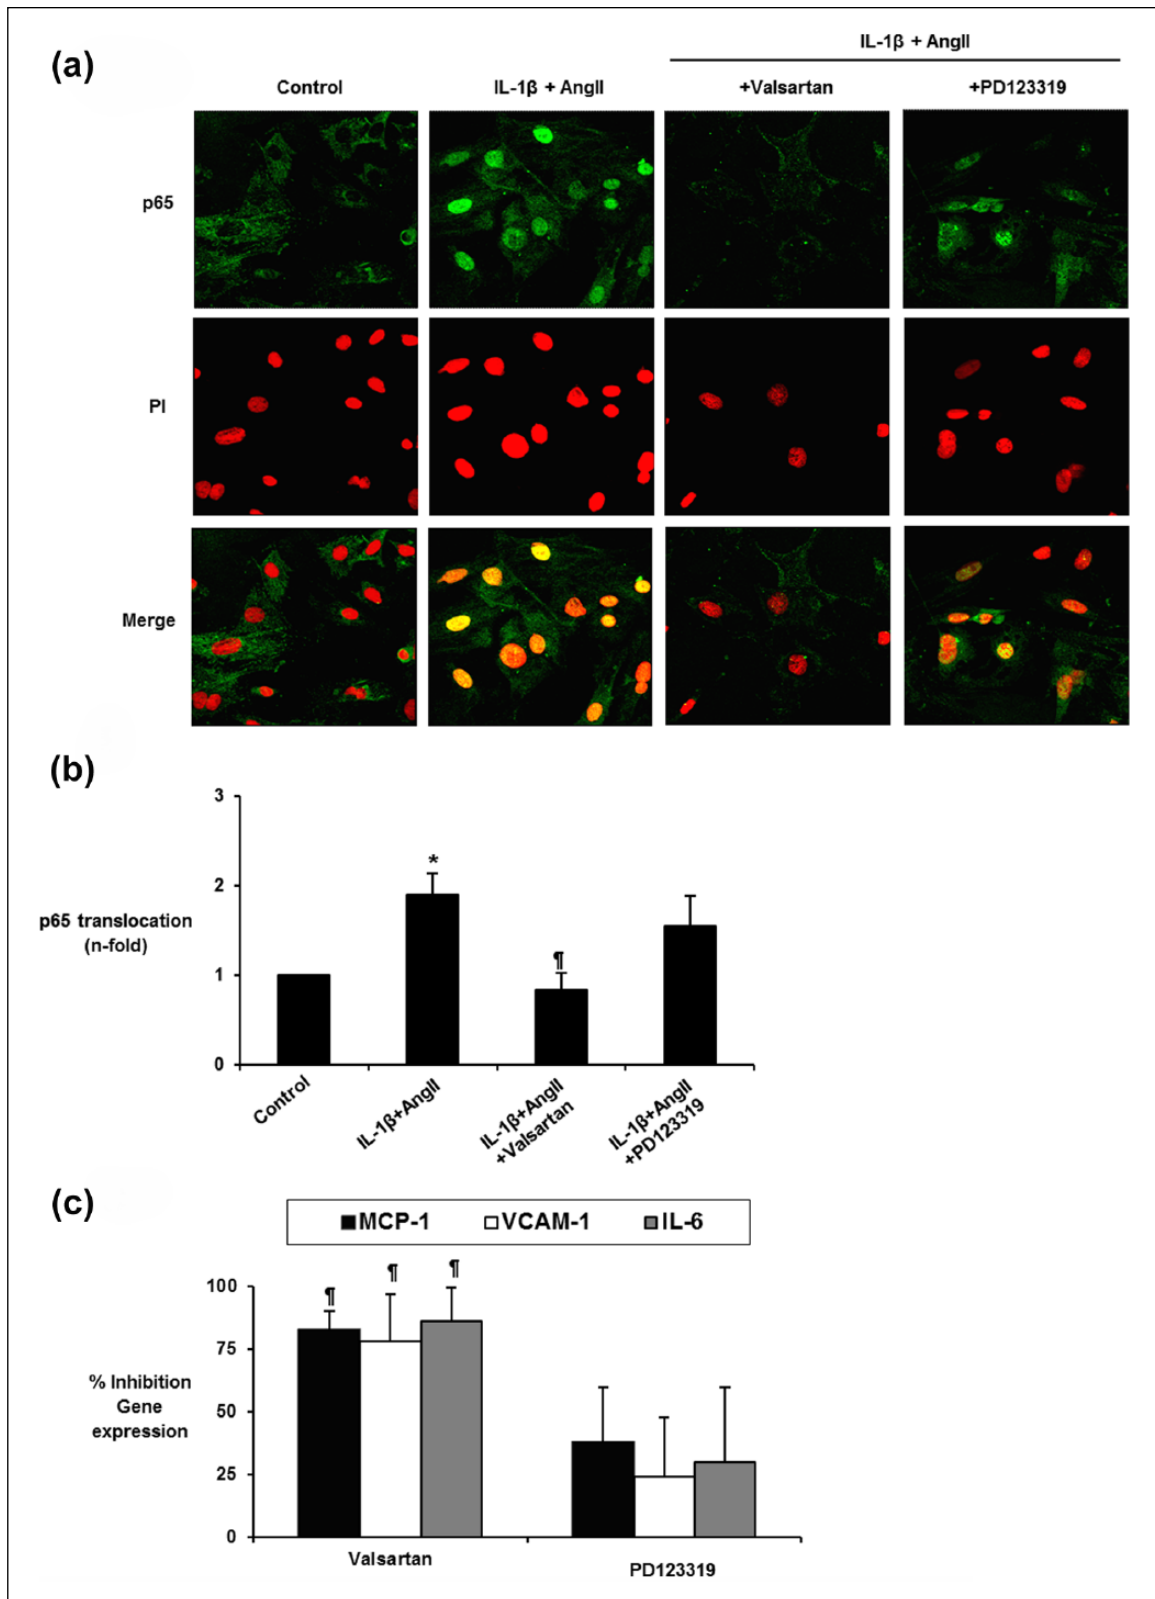 (a)
IL-1β + AngII
Control
IL-1β + AngII
+Valsartan
+PD123319
p65
PI
Merge
(b)
3
2
1
0
p65 translocation
(n-fold)
*
¶
Control
IL-1β+AngII
IL-1β+AngII
+Valsartan
IL-1β+AngII
+PD123319
(c)
MCP-1 VCAM-1 IL-6
100
75
50
25
0
% Inhibition
Gene
expression
¶ ¶ ¶
Valsartan
PD123319